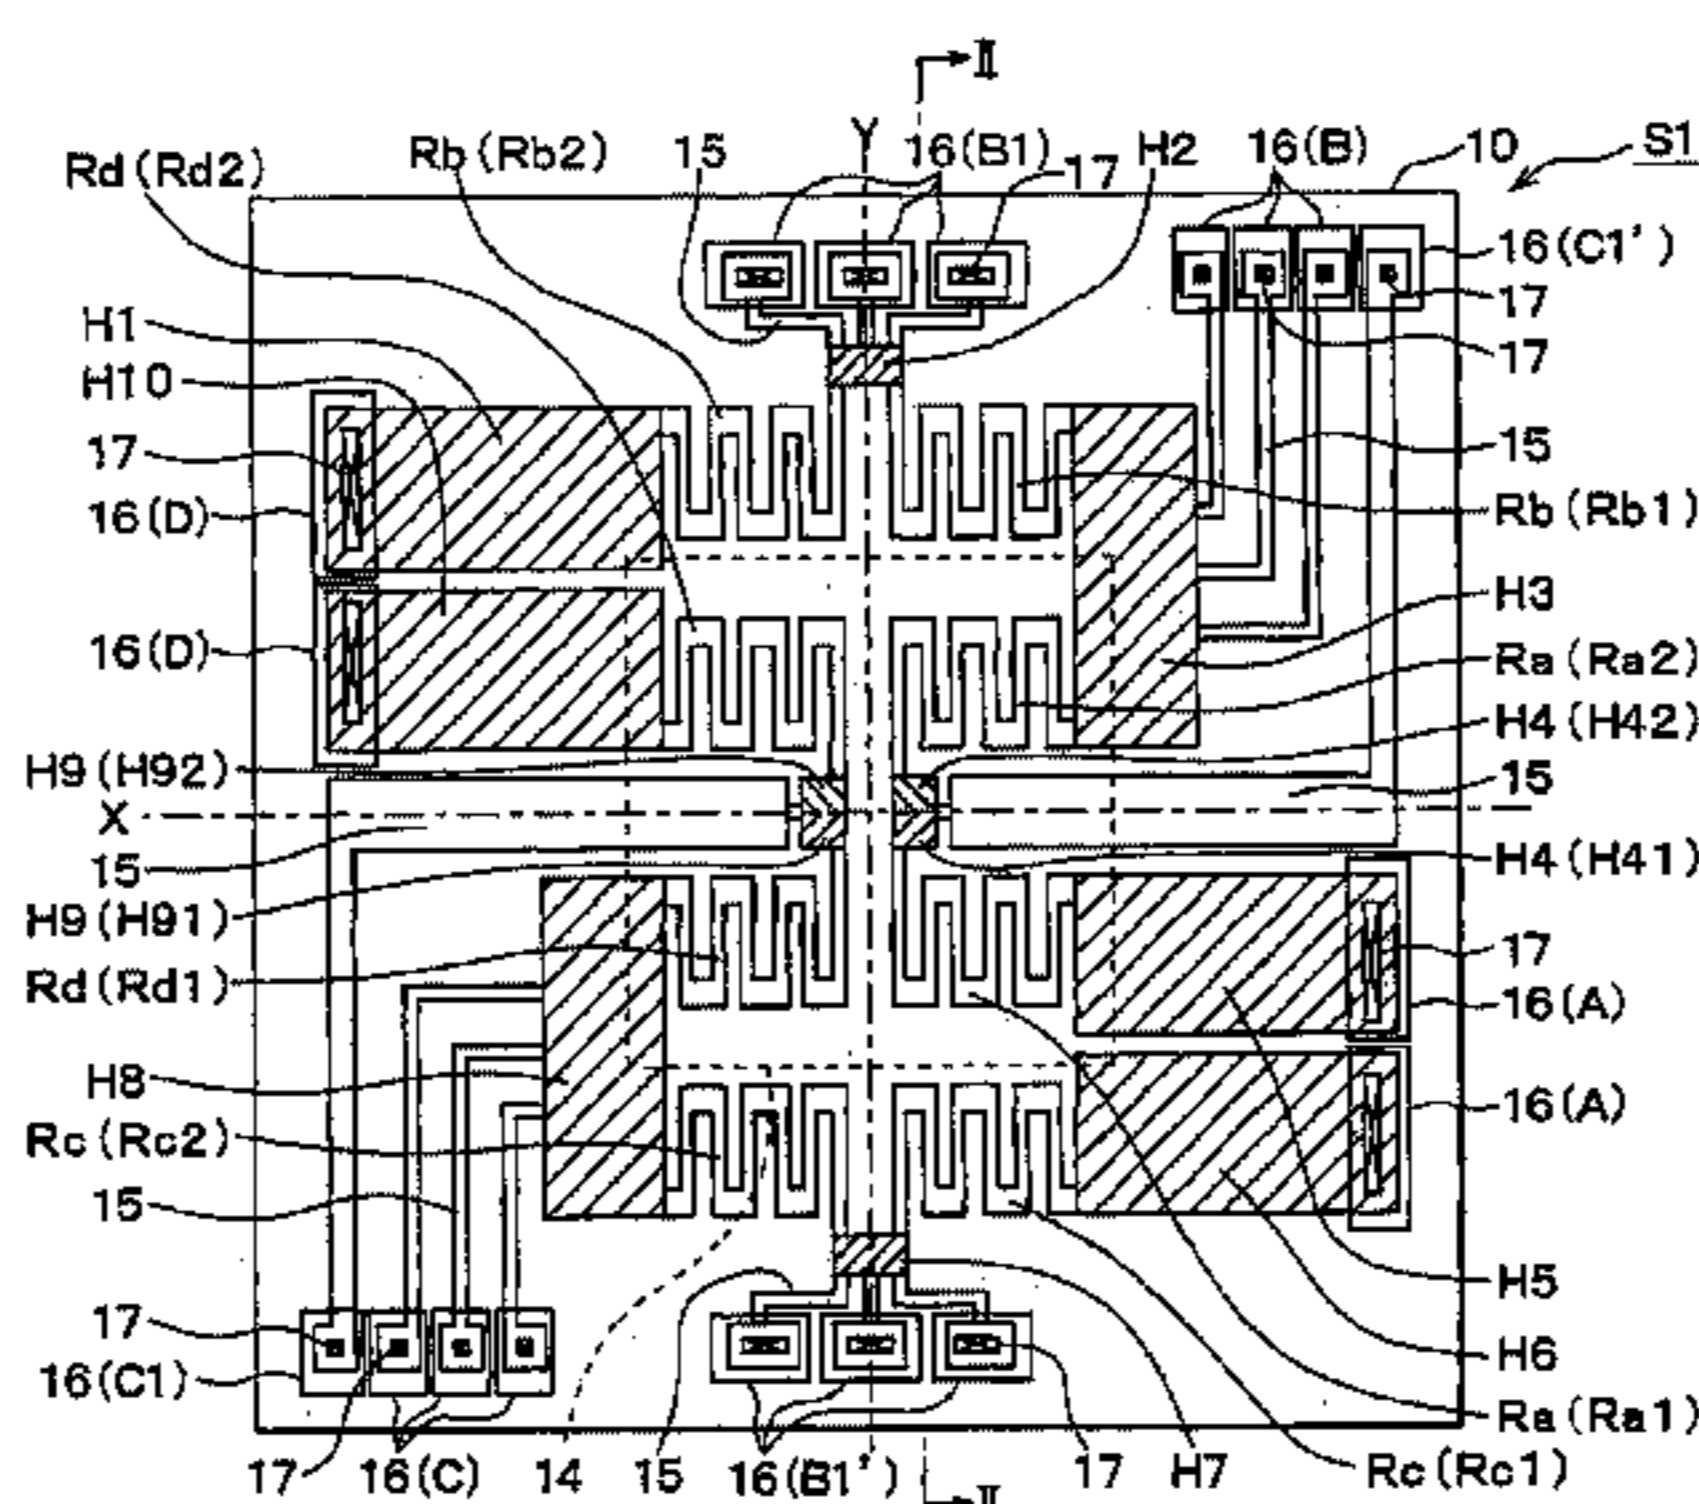 II
Rd (Rd2)
Rb (Rb2)
15
Y
16(B1)
17
H2
16(B)
10
S1
16(C1')
17
17
H1
H10
17
16(D)
16(D)
15
Rb (Rb1)
H3
Ra (Ra2)
H4 (H42)
H9 (H92)
15
X
15
H4 (H41)
H9 (H91)
17
Rd (Rd1)
16(A)
H8
16(A)
Rc (Rc2)
15
H5
17
H6
16(C1)
Ra (Ra1)
17
16(C)
14
15
16(B1')
17
H7
Rc (Rc1)
II